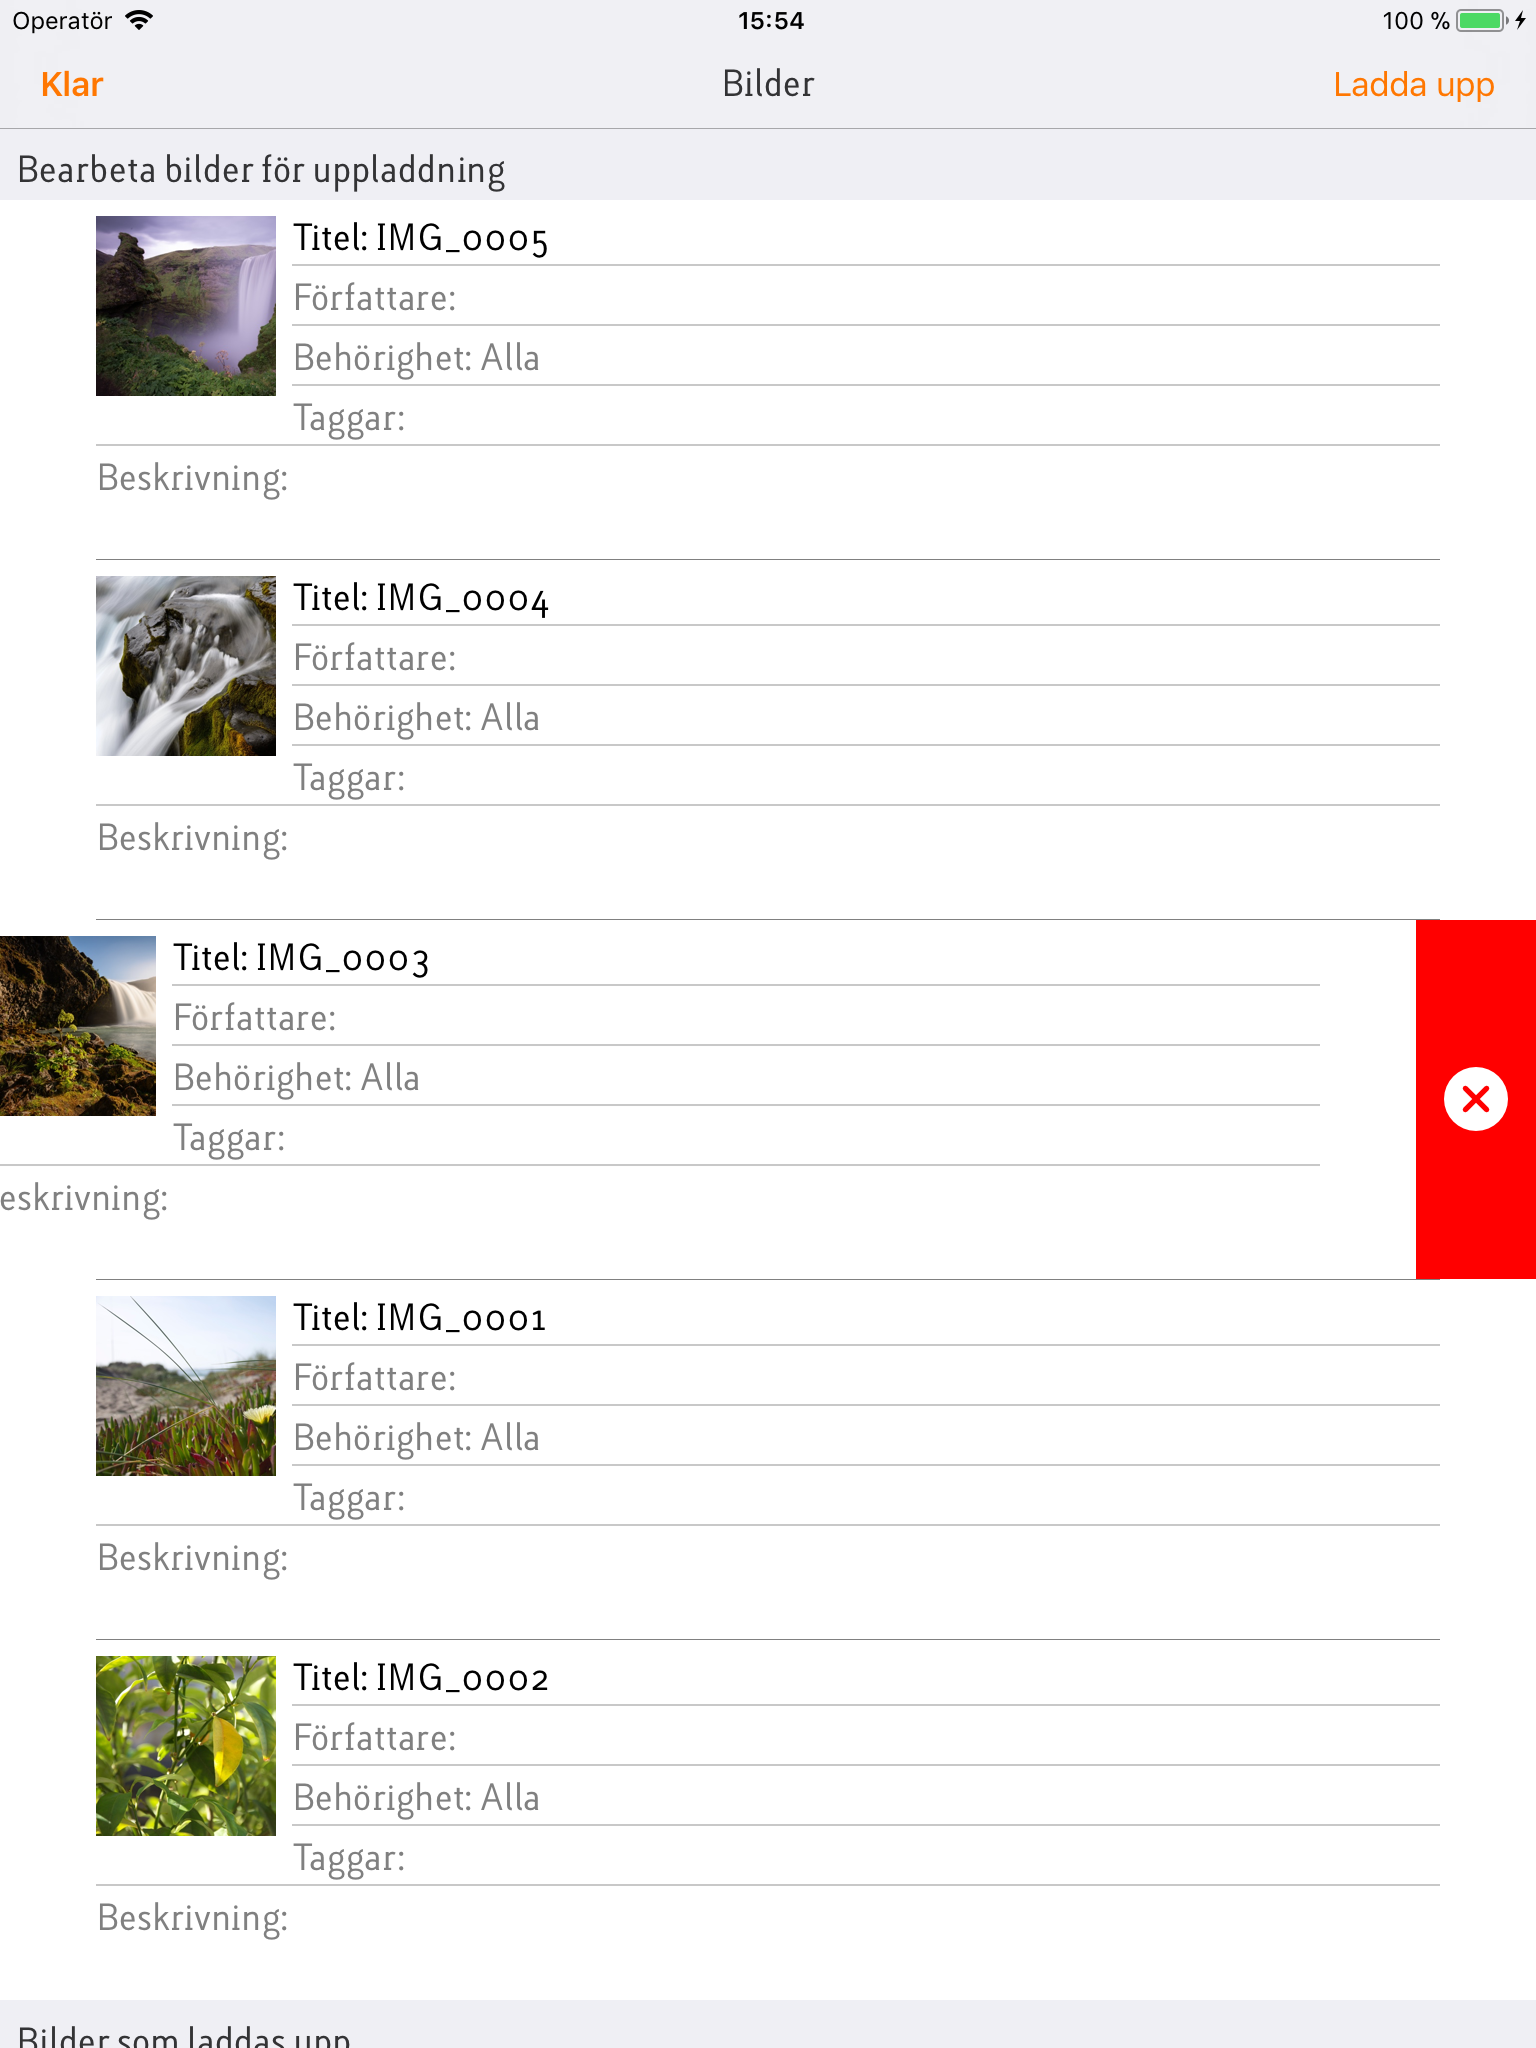 Operatör 15:54 100 %
Klar Bilder Ladda upp
Bearbeta bilder för uppladdning
Titel: IMG_0005
Författare:
Behörighet: Alla
Taggar:
Beskrivning:
Titel: IMG_0004
Författare:
Behörighet: Alla
Taggar:
Beskrivning:
Titel: IMG_0003
Författare:
Behörighet: Alla
Taggar:
eskrivning:
Titel: IMG_0001
Författare:
Behörighet: Alla
Taggar:
Beskrivning:
Titel: IMG_0002
Författare:
Behörighet: Alla
Taggar:
Beskrivning:
Bilder som laddas upp